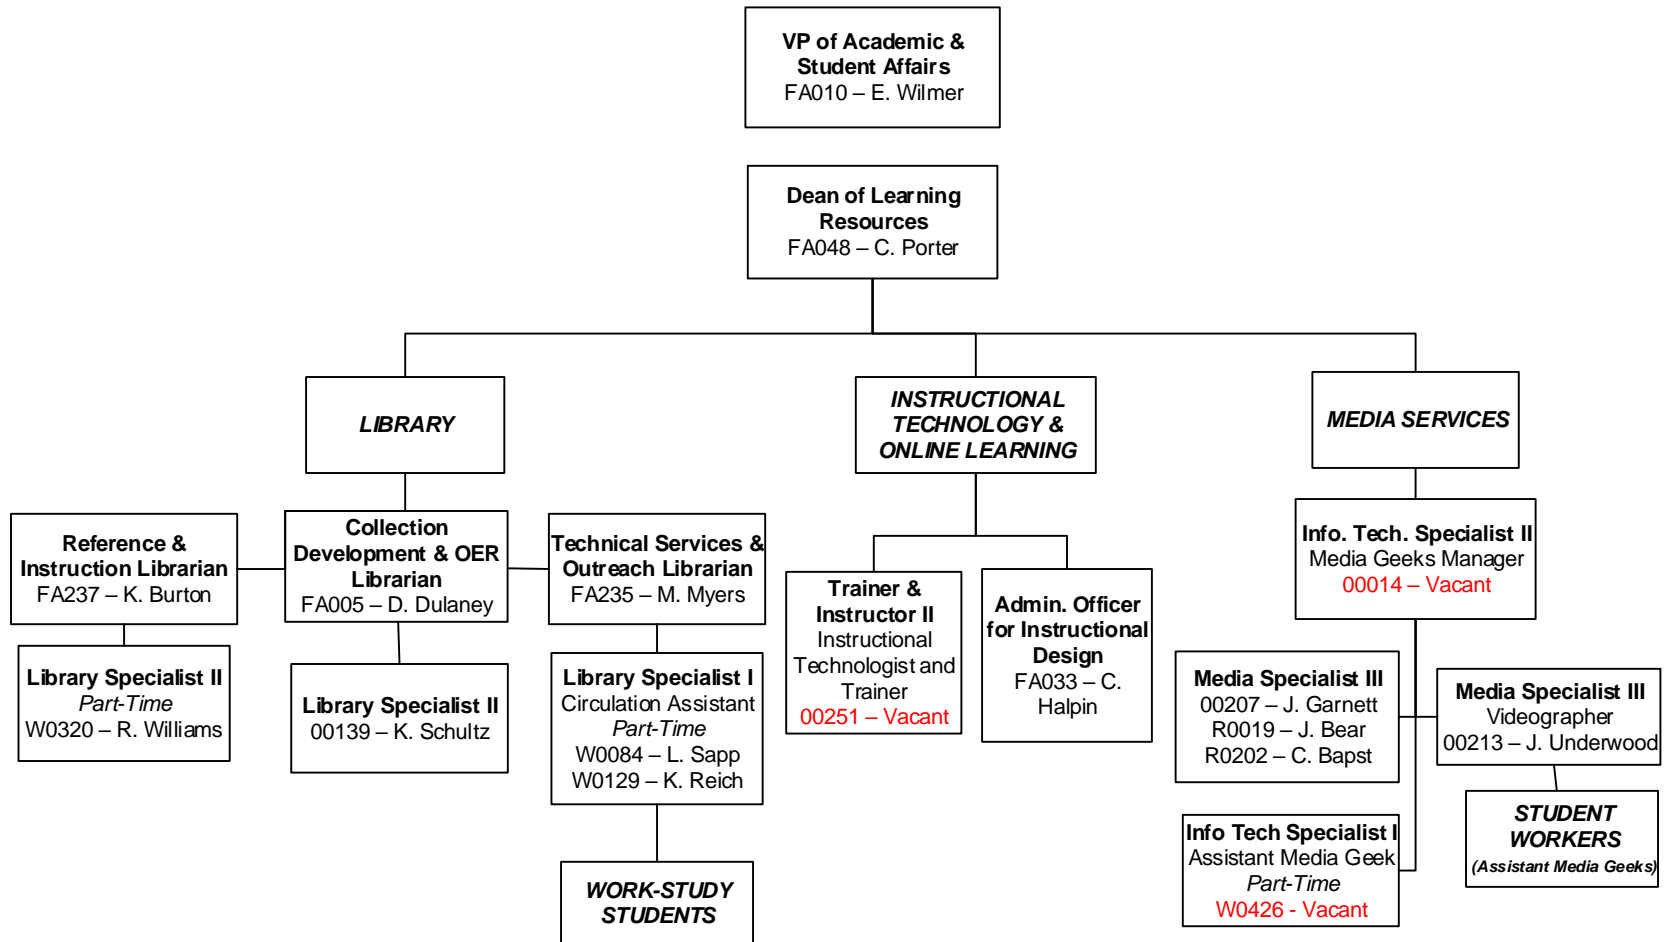 VP of Academic &
Student Affairs
FA010 – E. Wilmer
Dean of Learning
Resources
FA048 – C. Porter
LIBRARY
INSTRUCTIONAL
TECHNOLOGY &
ONLINE LEARNING
MEDIA SERVICES
Reference &
Instruction Librarian
FA237 – K. Burton
Collection
Development & OER
Librarian
FA005 – D. Dulaney
Technical Services &
Outreach Librarian
FA235 – M. Myers
Library Specialist II
Part-Time
W0320 – R. Williams
Library Specialist II
00139 – K. Schultz
Library Specialist I
Circulation Assistant
Part-Time
W0084 – L. Sapp
W0129 – K. Reich
WORK-STUDY
STUDENTS
Trainer &
Instructor II
Instructional
Technologist and
Trainer
00251 – Vacant
Admin. Officer
for Instructional
Design
FA033 – C.
Halpin
Info. Tech. Specialist II
Media Geeks Manager
00014 – Vacant
Media Specialist III
00207 – J. Garnett
R0019 – J. Bear
R0202 – C. Bapst
Media Specialist III
Videographer
00213 – J. Underwood
Info Tech Specialist I
Assistant Media Geek
Part-Time
W0426 - Vacant
STUDENT
WORKERS
(Assistant Media Geeks)